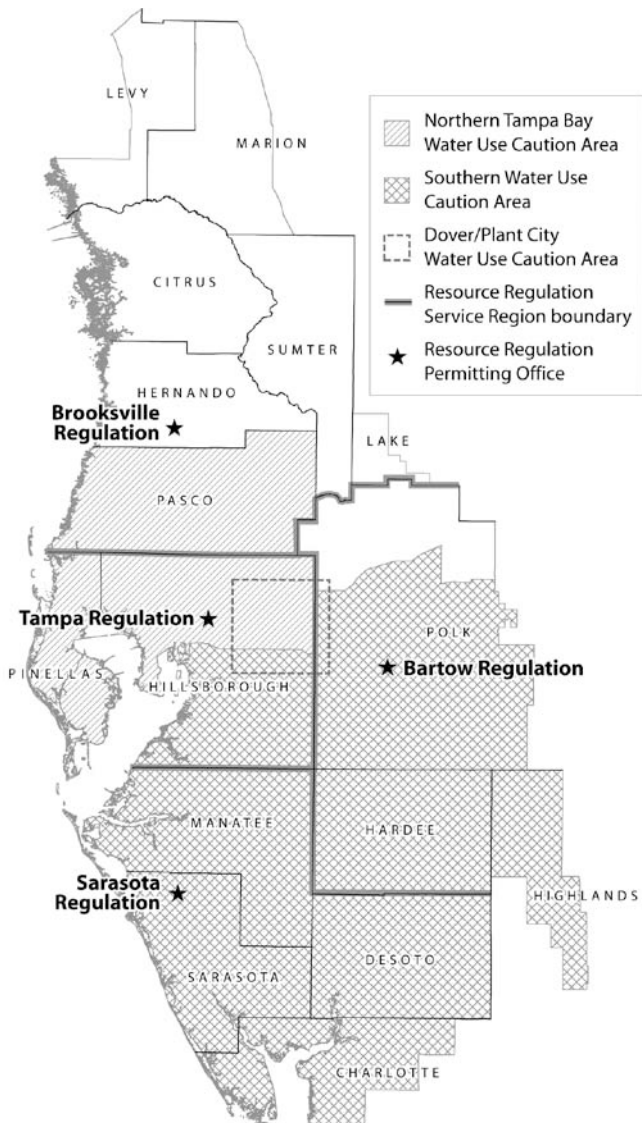 LEVY
MARION
Northern Tampa Bay
Water Use Caution Area
Southern Water Use
Caution Area
Dover/Plant City
Water Use Caution Area
Resource Regulation
Service Region boundary
Resource Regulation
Permitting Office
CITRUS
SUMTER
HERNANDO
Brooksville
Regulation
LAKE
PASCO
Tampa Regulation
POLK
PINELLAS
HILLSBOROUGH
Bartow Regulation
MANATEE
HARDEE
Sarasota
Regulation
HIGHLANDS
DESOTO
SARASOTA
CHARLOTTE